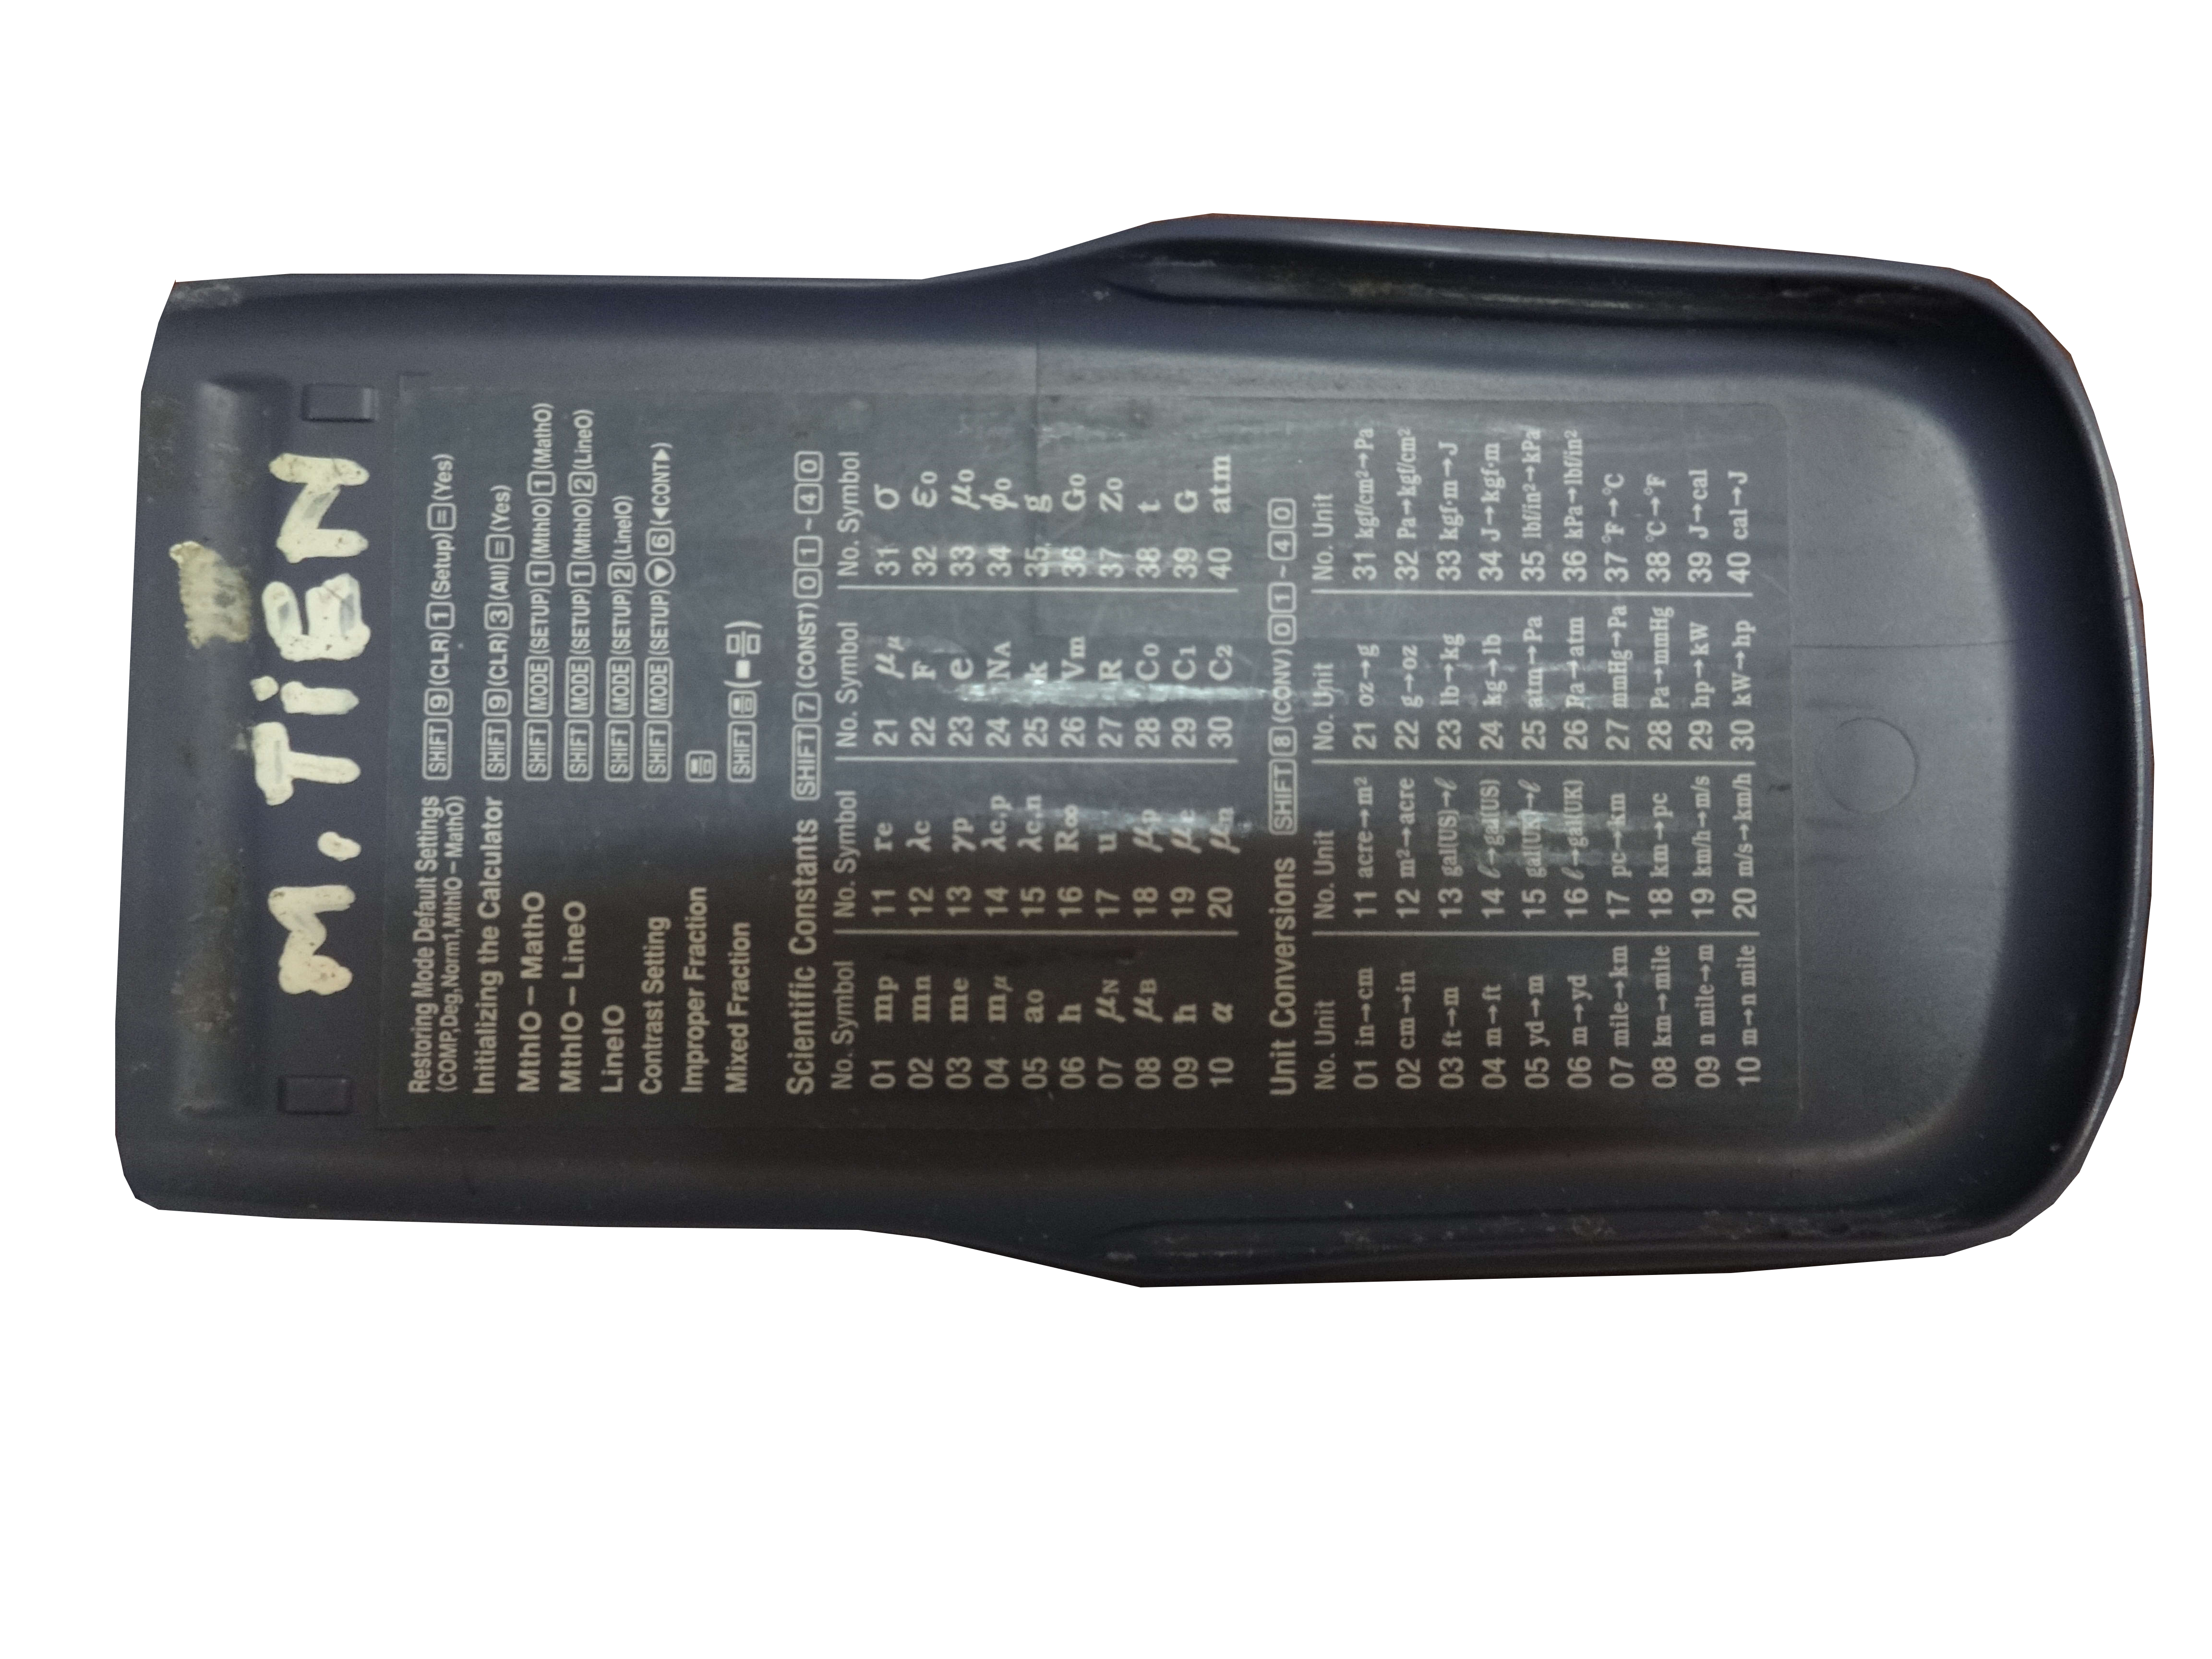 M. TiEN
Restoring Mode Default Settings SHIFT 9 (CLR) 1 (Setup) = (Yes)
(COMP,Deg,Norm1,MthIO–MathO)
Initializing the Calculator SHIFT 9 (CLR) 3 (All) = (Yes)
MthIO – MathO SHIFT MODE (SETUP) 1 (MthIO) 1 (MathO)
MthIO – LineO SHIFT MODE (SETUP) 1 (MthIO) 2 (LineO)
LineIO SHIFT MODE (SETUP) 2 (LineIO)
Contrast Setting SHIFT MODE (SETUP) ▼ 6 (◀CONT▶)
Improper Fraction
Mixed Fraction SHIFT
Scientific Constants SHIFT 7 (CONST) 0 1 ~ 4 0
No. Symbol No. Symbol No. Symbol No. Symbol
01 mp 11 re 21 μμ 31 σ
02 mn 12 λc 22 F 32 ε0
03 me 13 γp 23 e 33 μ0
04 mμ 14 λc,p 24 NA 34 ϕ0
05 a0 15 λc,n 25 k 35 g
06 h 16 R∞ 26 Vm 36 G0
07 μN 17 u 27 R 37 Z0
08 μB 18 μp 28 C0 38 t
09 ħ 19 μe 29 C1 39 G
10 α 20 μn 30 C2 40 atm
Unit Conversions SHIFT 8 (CONV) 0 1 ~ 4 0
No. Unit No. Unit No. Unit No. Unit
01 in→cm 11 acre→m² 21 oz→g 31 kgf/cm²→Pa
02 cm→in 12 m²→acre 22 g→oz 32 Pa→kgf/cm²
03 ft→m 13 gal(US)→ℓ 23 lb→kg 33 kgf·m→J
04 m→ft 14 ℓ→gal(US) 24 kg→lb 34 J→kgf·m
05 yd→m 15 gal(UK)→ℓ 25 atm→Pa 35 lbf/in²→kPa
06 m→yd 16 ℓ→gal(UK) 26 Pa→atm 36 kPa→lbf/in²
07 mile→km 17 pc→km 27 mmHg→Pa 37 °F→°C
08 km→mile 18 km→pc 28 Pa→mmHg 38 °C→°F
09 n mile→m 19 km/h→m/s 29 hp→kW 39 J→cal
10 m→n mile 20 m/s→km/h 30 kW→hp 40 cal→J